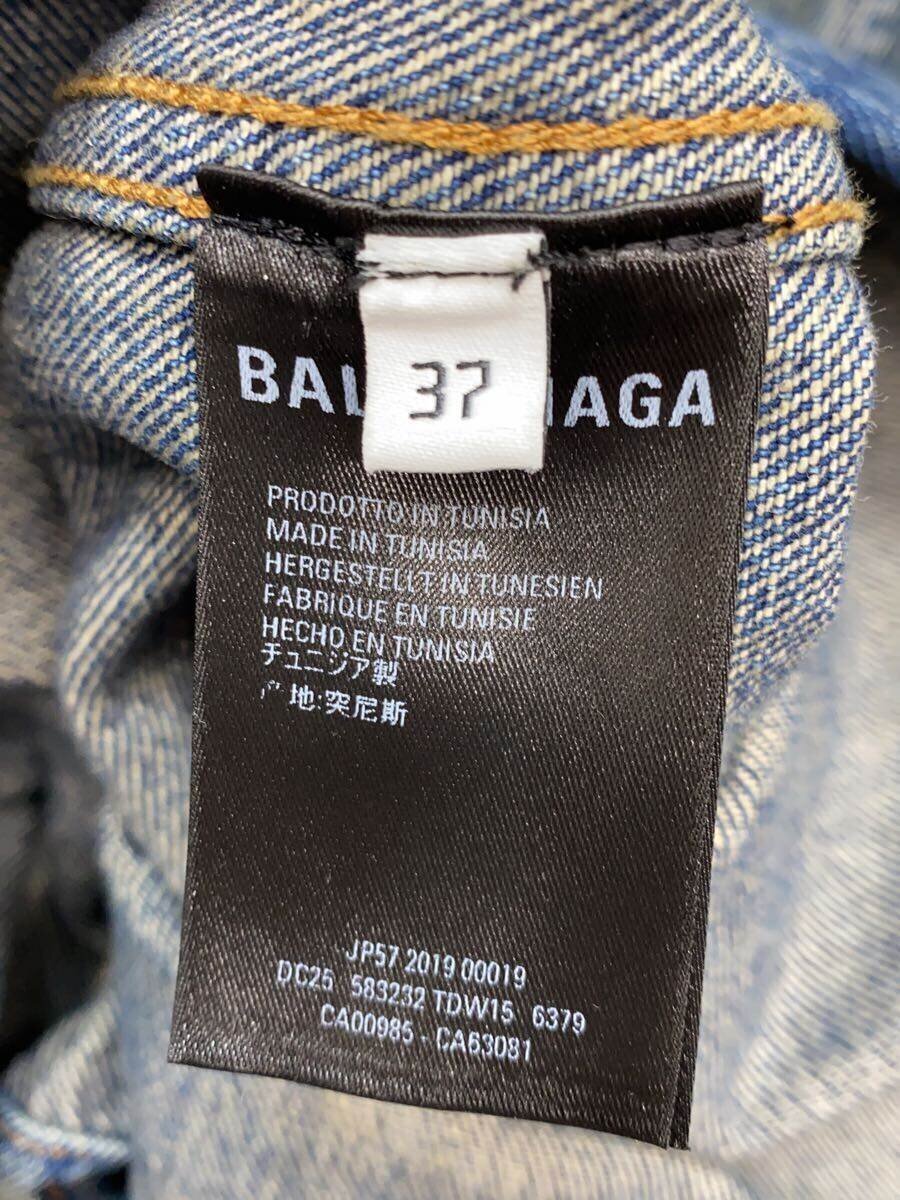 37
BAL AGA
PRODOTTO IN TUNISIA
MADE IN TUNISIA
HERGESTELLT IN TUNESIEN
FABRIQUE EN TUNISIE
HECHO EN TUNISIA
チュニジア製
产地:突尼斯
JP57 2019 00019
DC25 583232 TDW15 6379
CA00985 - CA63081